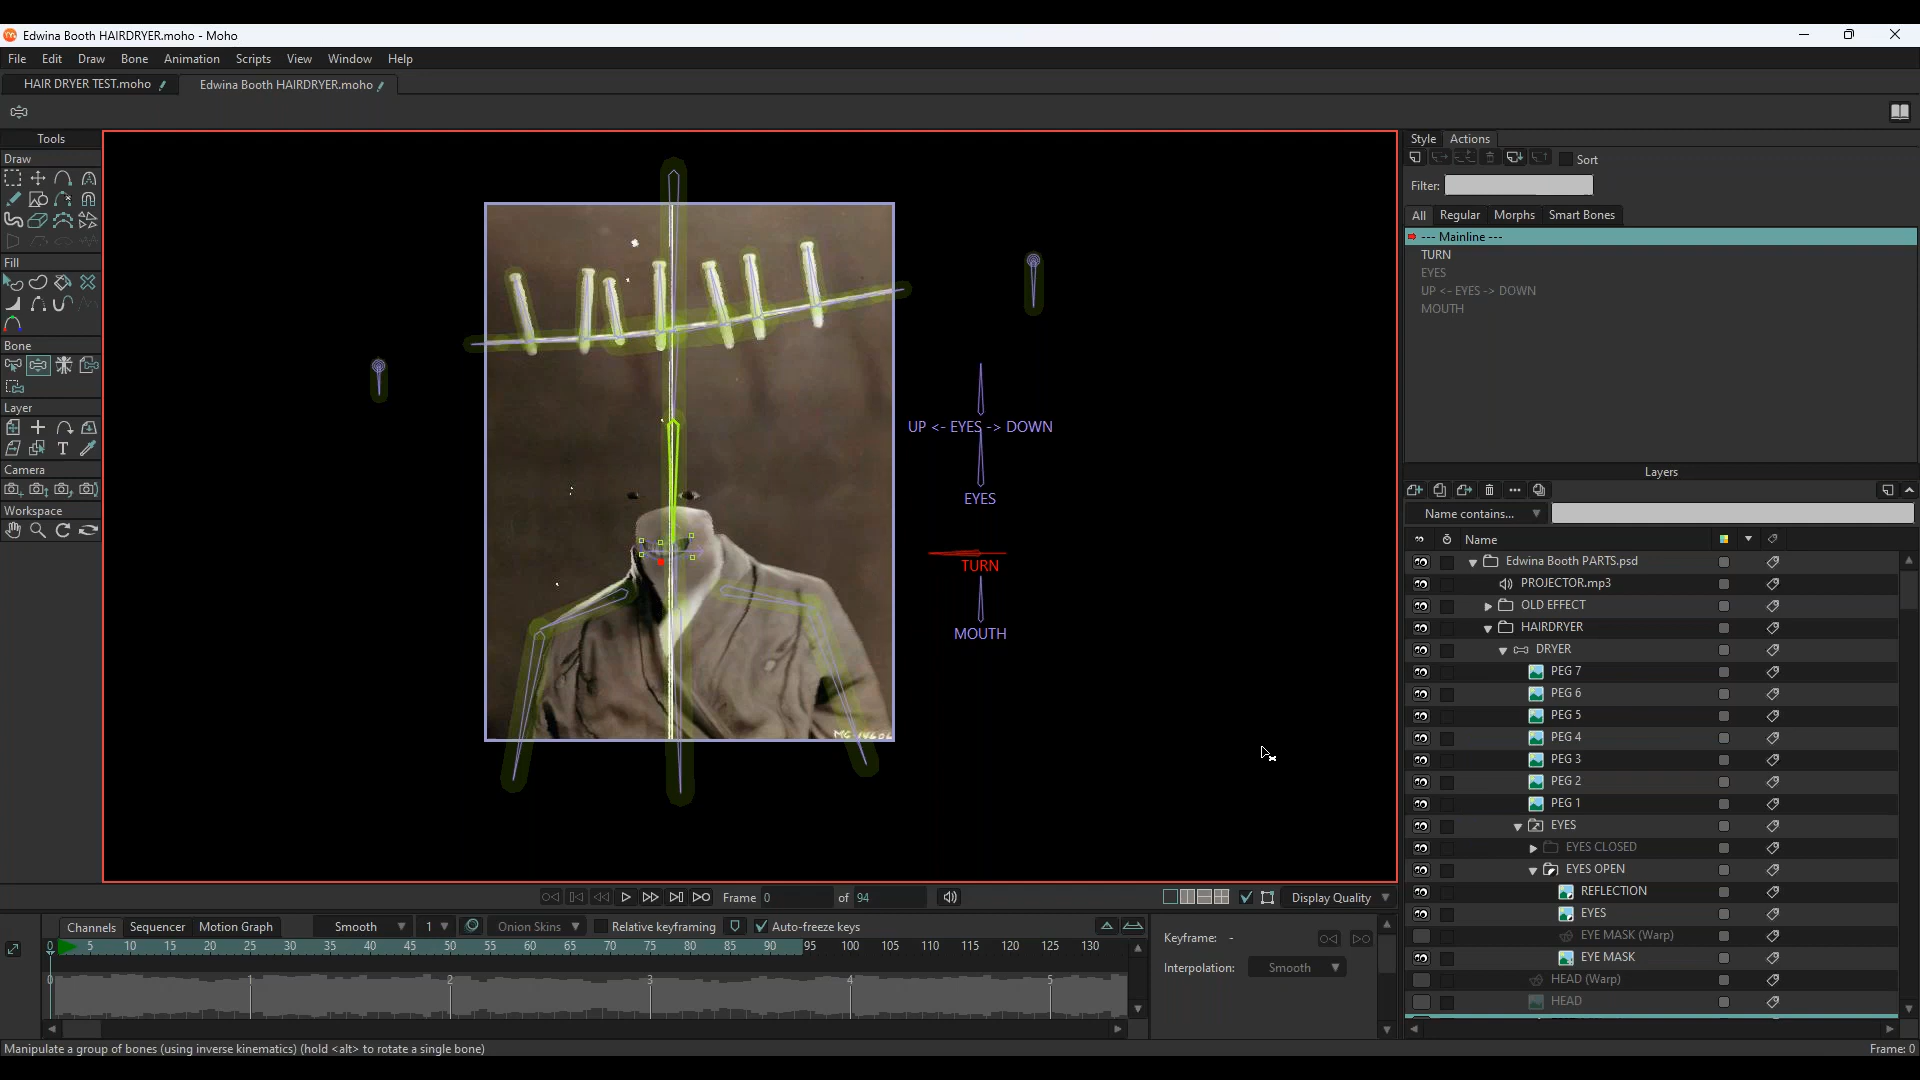 Edwina Booth HAIRDRYER.moho - Moho
File Edit Draw Bone Animation Scripts View Window Help
HAIR DRYER TEST.moho Edwina Booth HAIRDRYER.moho
Tools
Draw
Fill
Bone
Layer
Camera
Workspace
UP <- EYES -> DOWN
EYES
TURN
MOUTH
Style Actions
Sort
Filter:
All Regular Morphs Smart Bones
--- Mainline ---
TURN
EYES
UP <- EYES -> DOWN
MOUTH
Layers
Name contains...
Name
Edwina Booth PARTS.psd
PROJECTOR.mp3
OLD EFFECT
HAIRDRYER
DRYER
PEG 7
PEG 6
PEG 5
PEG 4
PEG 3
PEG 2
PEG 1
EYES
EYES CLOSED
EYES OPEN
REFLECTION
EYES
EYE MASK (Warp)
EYE MASK
HEAD (Warp)
HEAD
Frame 0 of 94 Display Quality
Channels Sequencer Motion Graph Smooth 1 Onion Skins Relative keyframing Auto-freeze keys
0 5 10 15 20 25 30 35 40 45 50 55 60 65 70 75 80 85 90 95 100 105 110 115 120 125 130
0 1 2 3 4 5
Keyframe: -
Interpolation: Smooth
Manipulate a group of bones (using inverse kinematics) (hold <alt> to rotate a single bone) Frame: 0